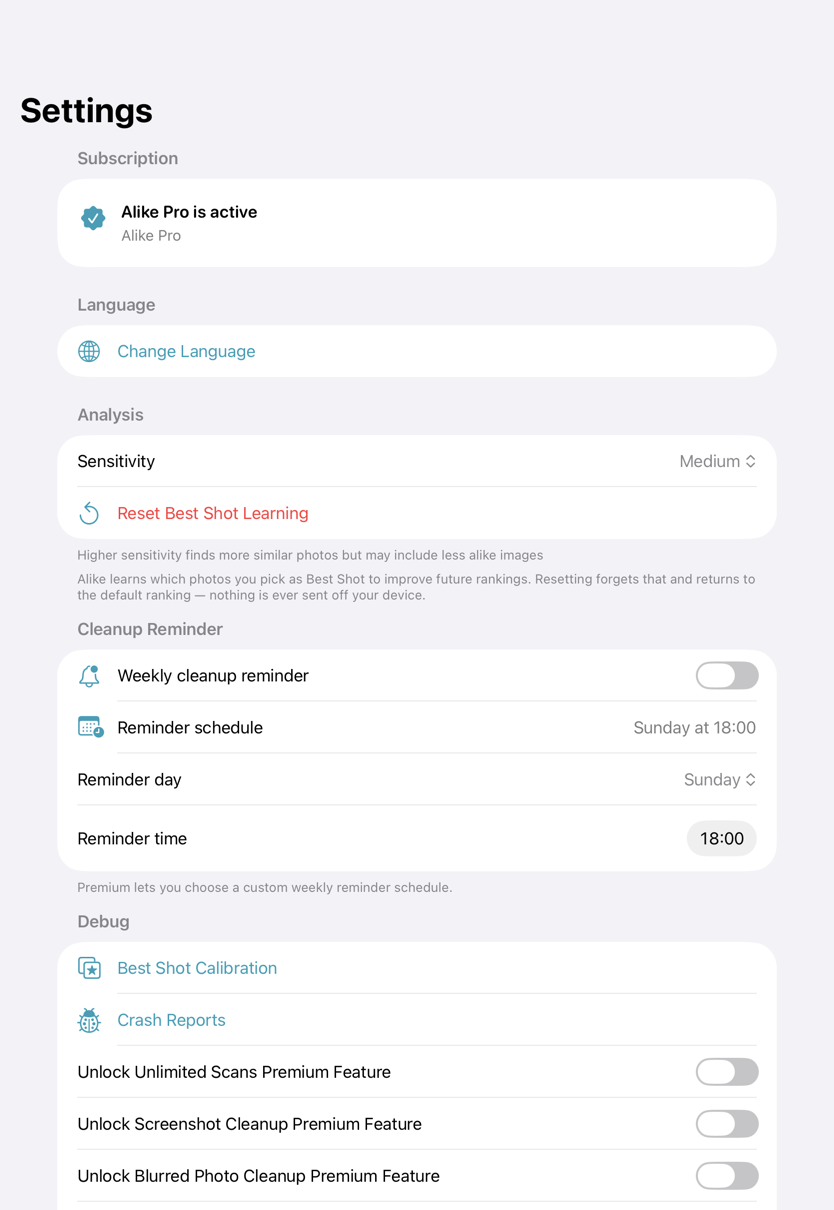 Settings
Subscription
Alike Pro is active
Alike Pro
Language
Change Language
Analysis
Sensitivity
Medium
Reset Best Shot Learning
Higher sensitivity finds more similar photos but may include less alike images
Alike learns which photos you pick as Best Shot to improve future rankings. Resetting forgets that and returns to
the default ranking — nothing is ever sent off your device.
Cleanup Reminder
Weekly cleanup reminder
Reminder schedule
Sunday at 18:00
Reminder day
Sunday
Reminder time
18:00
Premium lets you choose a custom weekly reminder schedule.
Debug
Best Shot Calibration
Crash Reports
Unlock Unlimited Scans Premium Feature
Unlock Screenshot Cleanup Premium Feature
Unlock Blurred Photo Cleanup Premium Feature